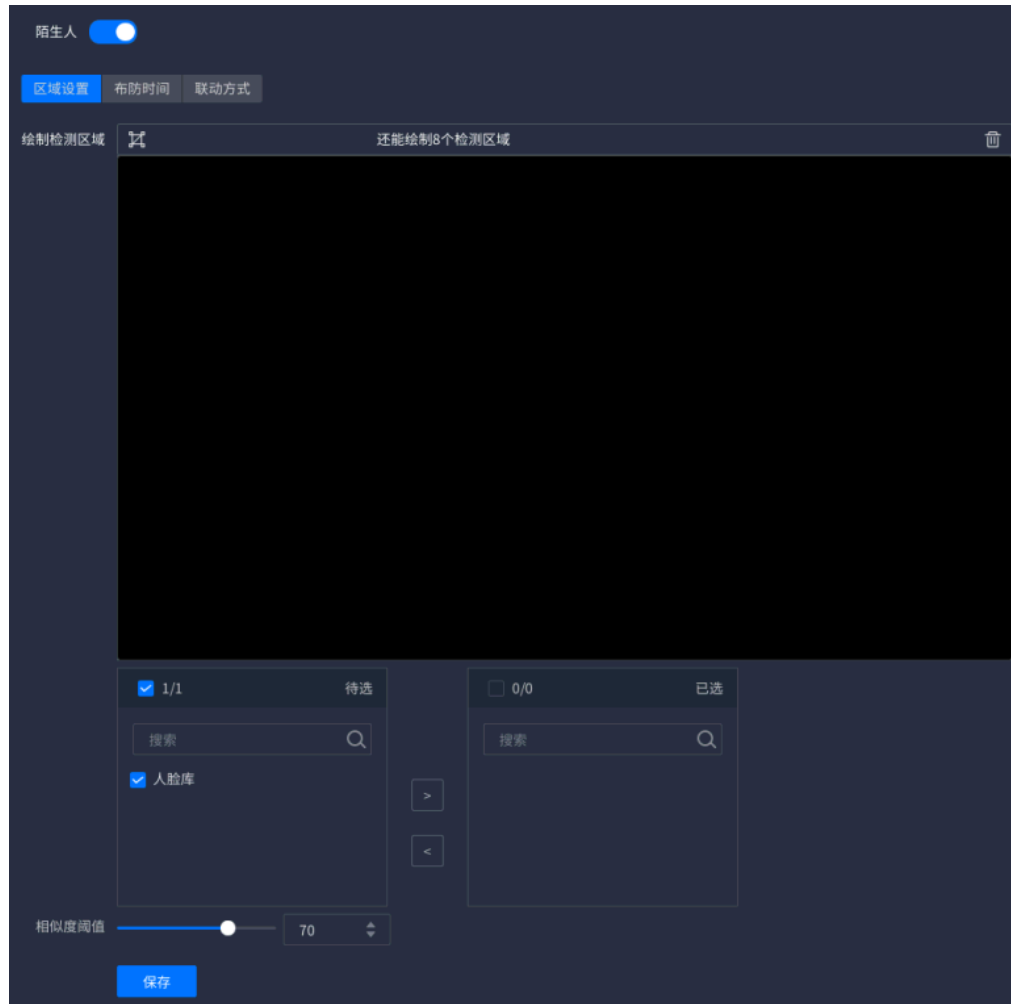 陌生人
区域设置 布防时间 联动方式
绘制检测区域 还能绘制8个检测区域
1/1 待选 0/0 已选
搜索 搜索
人脸库
>
<
相似度阈值 70
保存